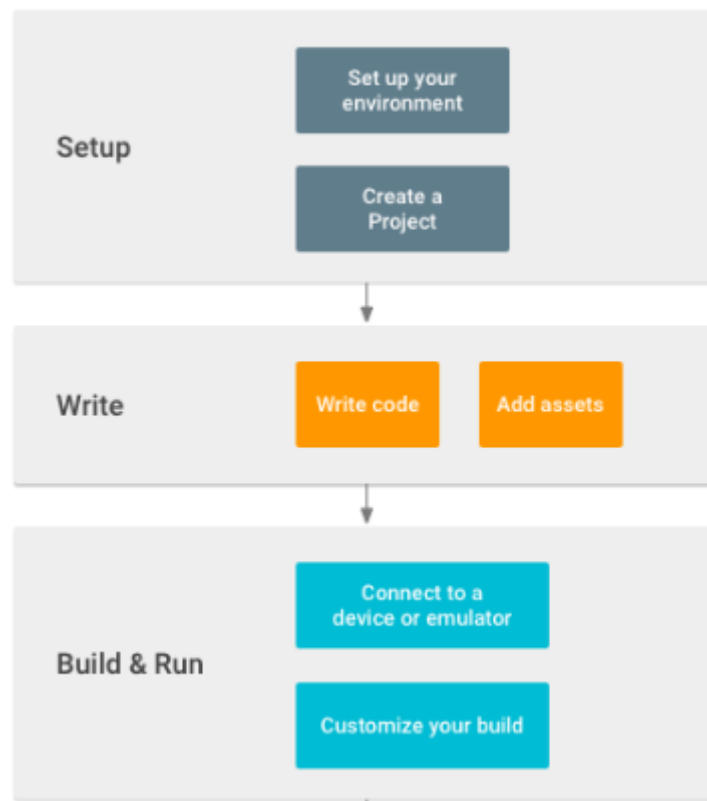 Set up your
environment
Setup
Create a
Project
Write
Write code
Add assets
Connect to a
device or emulator
Build & Run
Customize your build